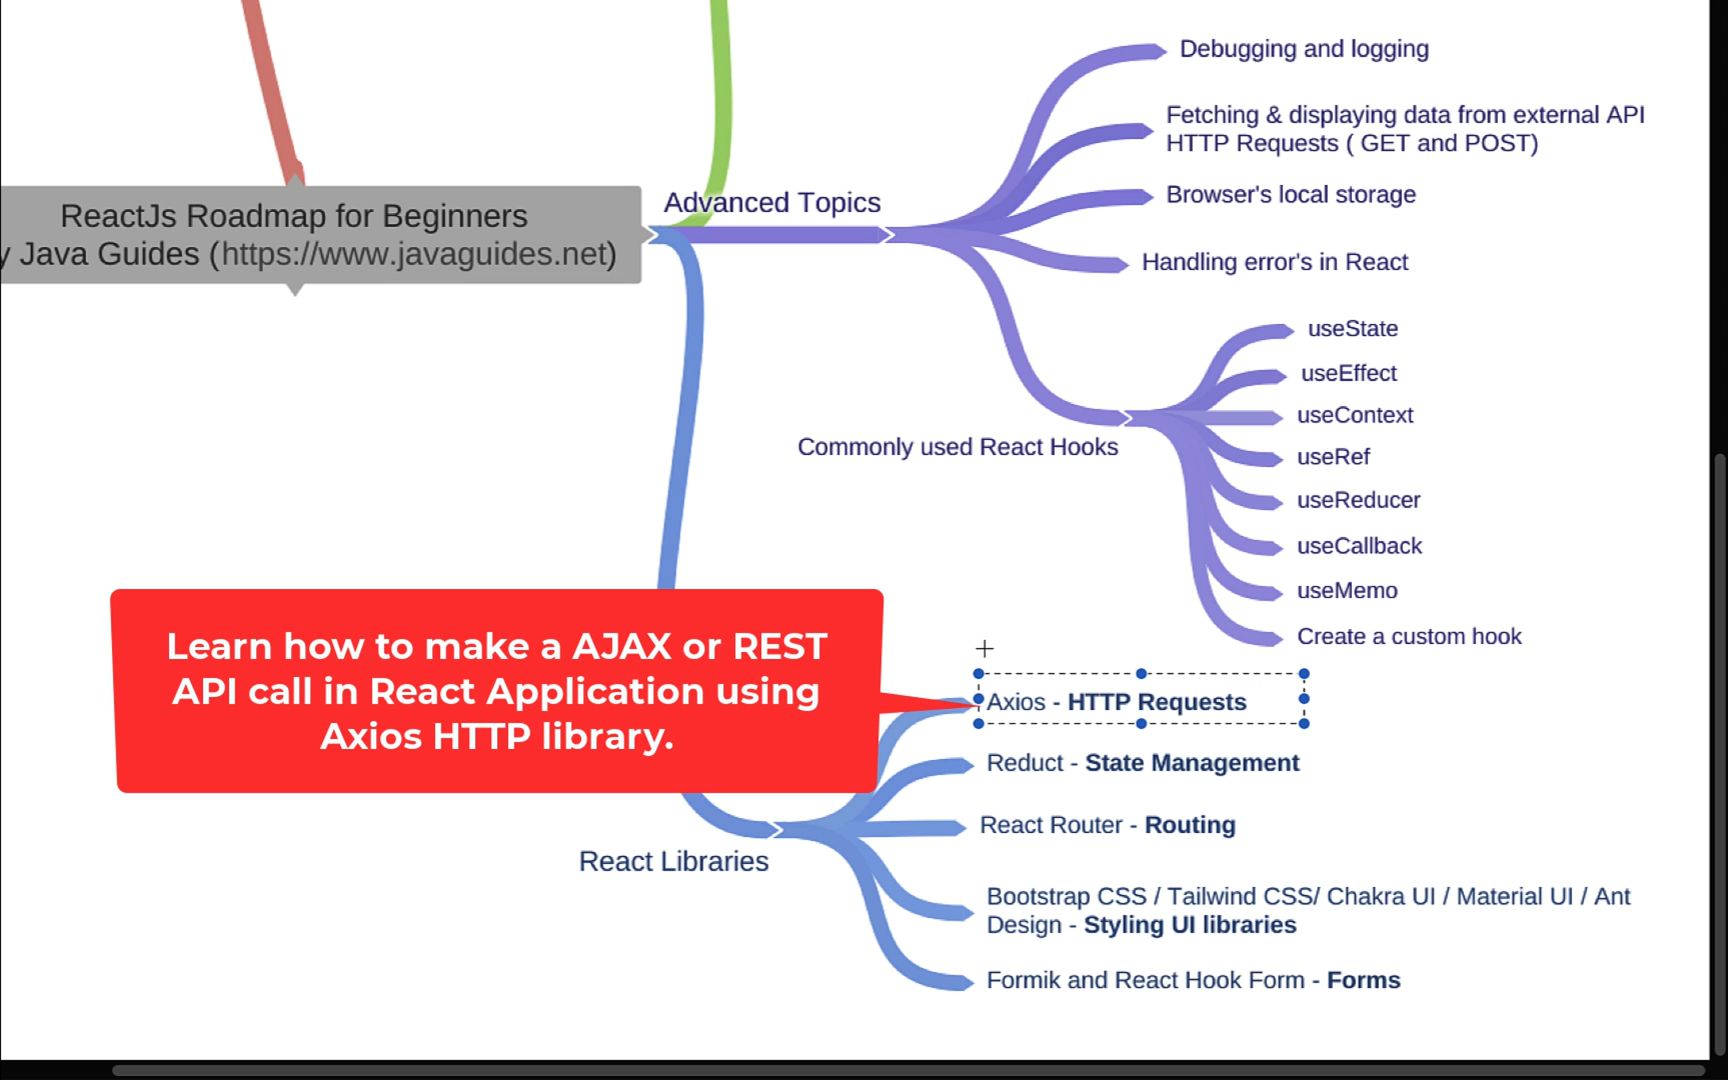 Debugging and logging
Fetching & displaying data from external API
HTTP Requests ( GET and POST)
Browser's local storage
Handling error's in React
Advanced Topics
ReactJs Roadmap for Beginners
y Java Guides (https://www.javaguides.net)
useState
useEffect
useContext
useRef
useReducer
useCallback
useMemo
Create a custom hook
Commonly used React Hooks
Learn how to make a AJAX or REST
API call in React Application using
Axios HTTP library.
Axios - HTTP Requests
Reduct - State Management
React Router - Routing
Bootstrap CSS / Tailwind CSS/ Chakra UI / Material UI / Ant
Design - Styling UI libraries
Formik and React Hook Form - Forms
React Libraries